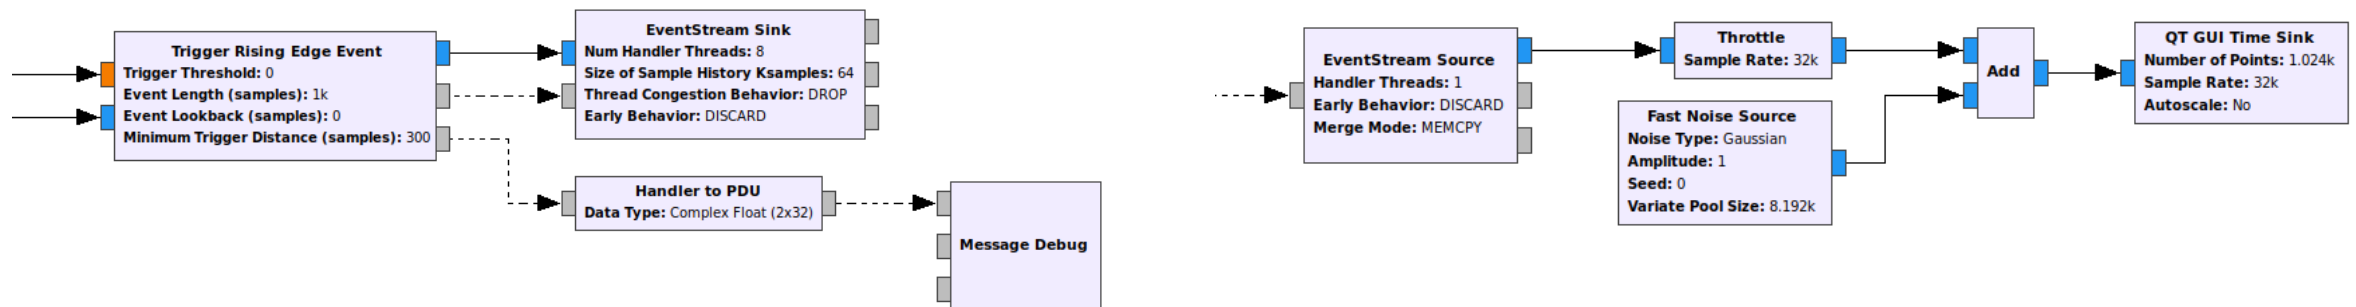 Trigger Rising Edge Event
Trigger Threshold: 0
Event Length (samples): 1k
Event Lookback (samples): 0
Minimum Trigger Distance (samples): 300
EventStream Sink
Num Handler Threads: 8
Size of Sample History Ksamples: 64
Thread Congestion Behavior: DROP
Early Behavior: DISCARD
Handler to PDU
Data Type: Complex Float (2x32)
Message Debug
EventStream Source
Handler Threads: 1
Early Behavior: DISCARD
Merge Mode: MEMCPY
Throttle
Sample Rate: 32k
Fast Noise Source
Noise Type: Gaussian
Amplitude: 1
Seed: 0
Variate Pool Size: 8.192k
Add
QT GUI Time Sink
Number of Points: 1.024k
Sample Rate: 32k
Autoscale: No